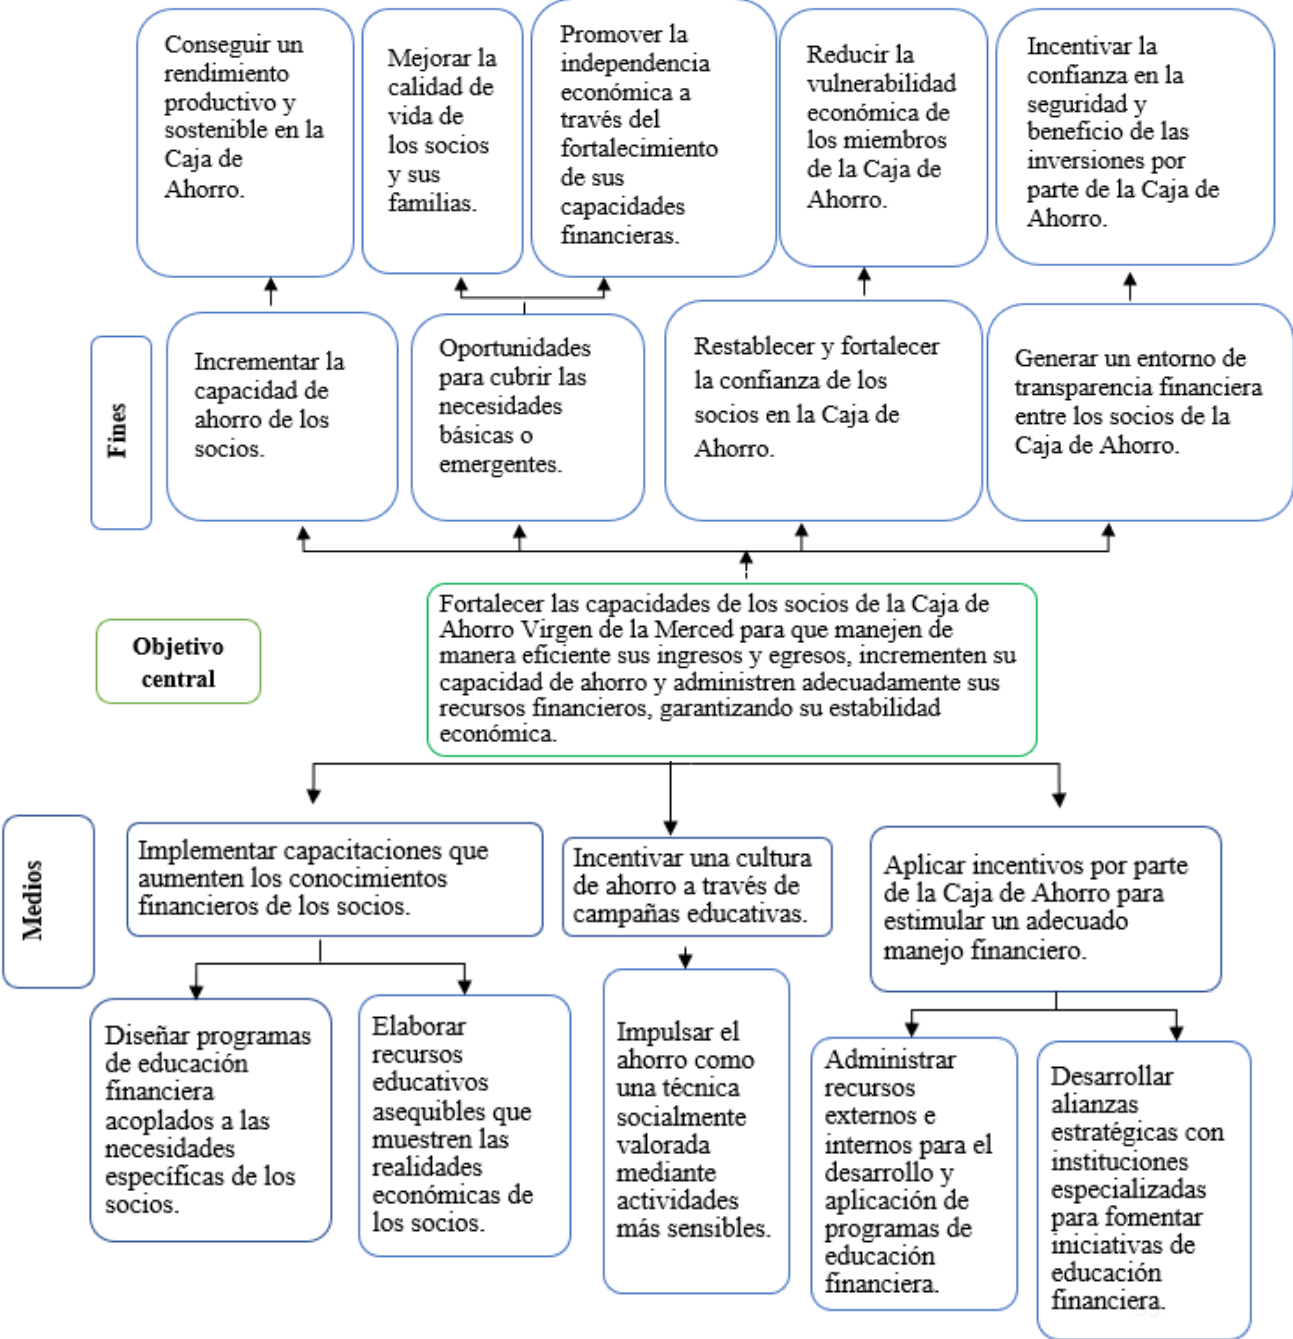 Conseguir un
rendimiento
productivo y
sostenible en la
Caja de
Ahorro.
Mejorar la
calidad de
vida de
los socios
y sus
familias.
Promover la
independencia
económica a
través del
fortalecimiento
de sus
capacidades
financieras.
Reducir la
vulnerabilidad
económica de
los miembros
de la Caja de
Ahorro.
Incentivar la
confianza en la
seguridad y
beneficio de las
inversiones por
parte de la Caja de
Ahorro.
Fines
Incrementar la
capacidad de
ahorro de los
socios.
Oportunidades
para cubrir las
necesidades
básicas o
emergentes.
Restablecer y fortalecer
la confianza de los
socios en la Caja de
Ahorro.
Generar un entorno de
transparencia financiera
entre los socios de la
Caja de Ahorro.
Objetivo
central
Fortalecer las capacidades de los socios de la Caja de
Ahorro Virgen de la Merced para que manejen de
manera eficiente sus ingresos y egresos, incrementen su
capacidad de ahorro y administren adecuadamente sus
recursos financieros, garantizando su estabilidad
económica.
Medios
Implementar capacitaciones que
aumenten los conocimientos
financieros de los socios.
Incentivar una cultura
de ahorro a través de
campañas educativas.
Aplicar incentivos por parte
de la Caja de Ahorro para
estimular un adecuado
manejo financiero.
Diseñar programas
de educación
financiera
acoplados a las
necesidades
específicas de los
socios.
Elaborar
recursos
educativos
asequibles que
muestren las
realidades
económicas de
los socios.
Impulsar el
ahorro como
una técnica
socialmente
valorada
mediante
actividades
más sensibles.
Administrar
recursos
externos e
internos para el
desarrollo y
aplicación de
programas de
educación
financiera.
Desarrollar
alianzas
estratégicas con
instituciones
especializadas
para fomentar
iniciativas de
educación
financiera.